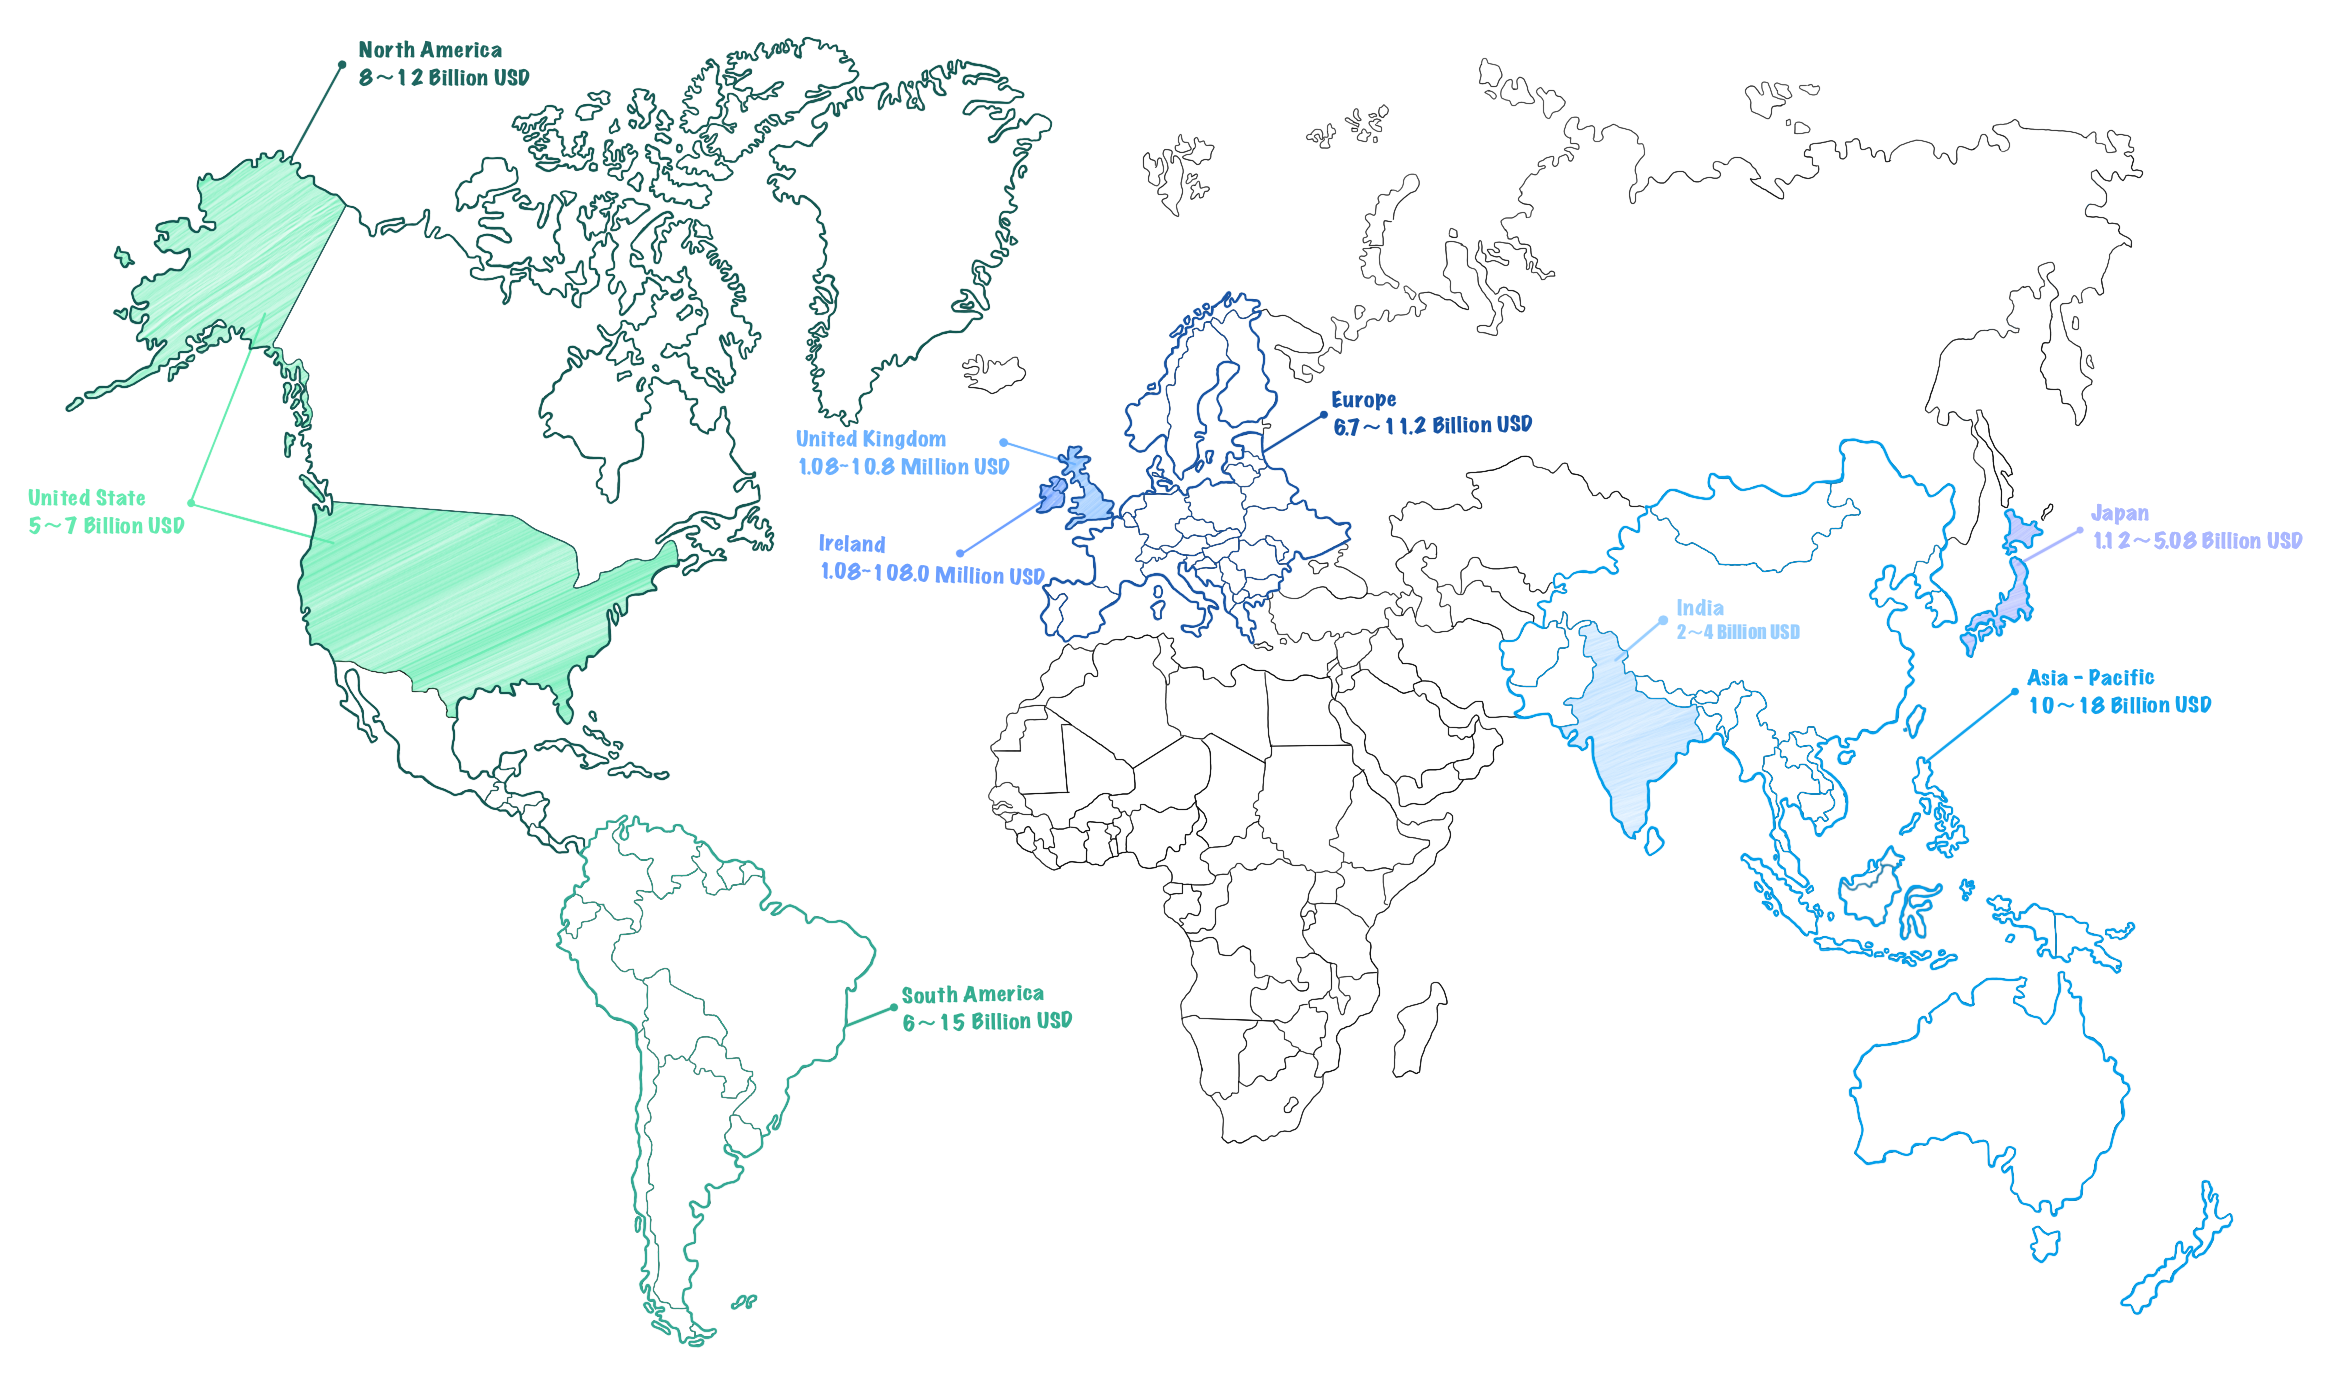 North America
8～12 Billion USD
United State
5～7 Billion USD
United Kingdom
1.08~10.8 Million USD
Ireland
1.08~108.0 Million USD
Europe
6.7～11.2 Billion USD
Japan
1.12～5.08 Billion USD
India
2～4 Billion USD
Asia - Pacific
10～18 Billion USD
South America
6～15 Billion USD